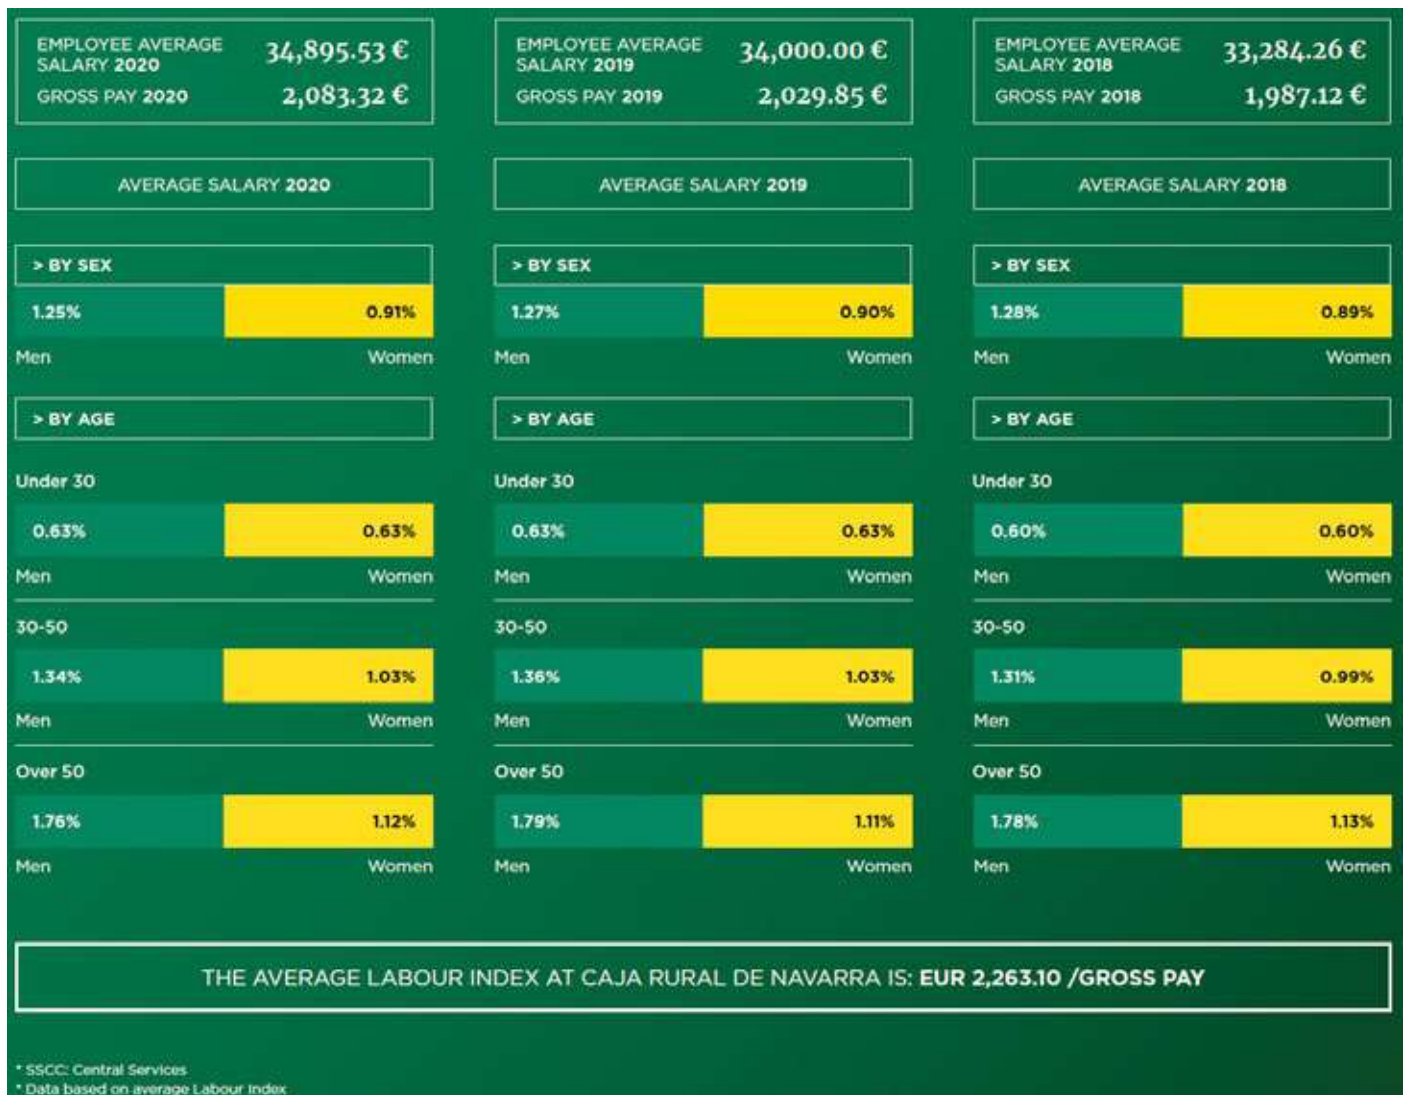 EMPLOYEE AVERAGE
SALARY 2020
34,895.53 €
GROSS PAY 2020
2,083.32 €
EMPLOYEE AVERAGE
SALARY 2019
34,000.00 €
GROSS PAY 2019
2,029.85 €
EMPLOYEE AVERAGE
SALARY 2018
33,284.26 €
GROSS PAY 2018
1,987.12 €
AVERAGE SALARY 2020
AVERAGE SALARY 2019
AVERAGE SALARY 2018
> BY SEX
> BY SEX
> BY SEX
1.25% 0.91%
1.27% 0.90%
1.28% 0.89%
Men Women
Men Women
Men Women
> BY AGE
> BY AGE
> BY AGE
Under 30
Under 30
Under 30
0.63% 0.63%
0.63% 0.63%
0.60% 0.60%
Men Women
Men Women
Men Women
30-50
30-50
30-50
1.34% 1.03%
1.36% 1.03%
1.31% 0.99%
Men Women
Men Women
Men Women
Over 50
Over 50
Over 50
1.76% 1.12%
1.79% 1.11%
1.78% 1.13%
Men Women
Men Women
Men Women
THE AVERAGE LABOUR INDEX AT CAJA RURAL DE NAVARRA IS: EUR 2,263.10 /GROSS PAY
* SSCC: Central Services
* Data based on average Labour Index